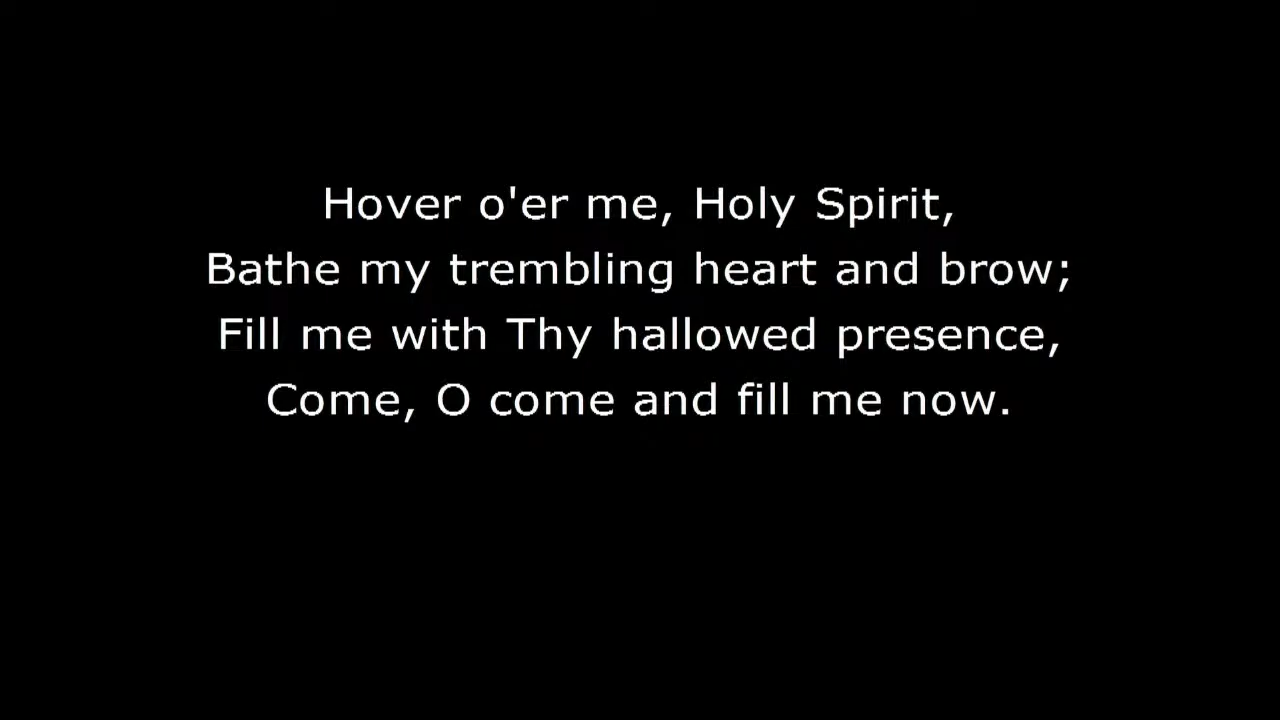 Hover o'er me, Holy Spirit,
Bathe my trembling heart and brow;
Fill me with Thy hallowed presence,
Come, O come and fill me now.